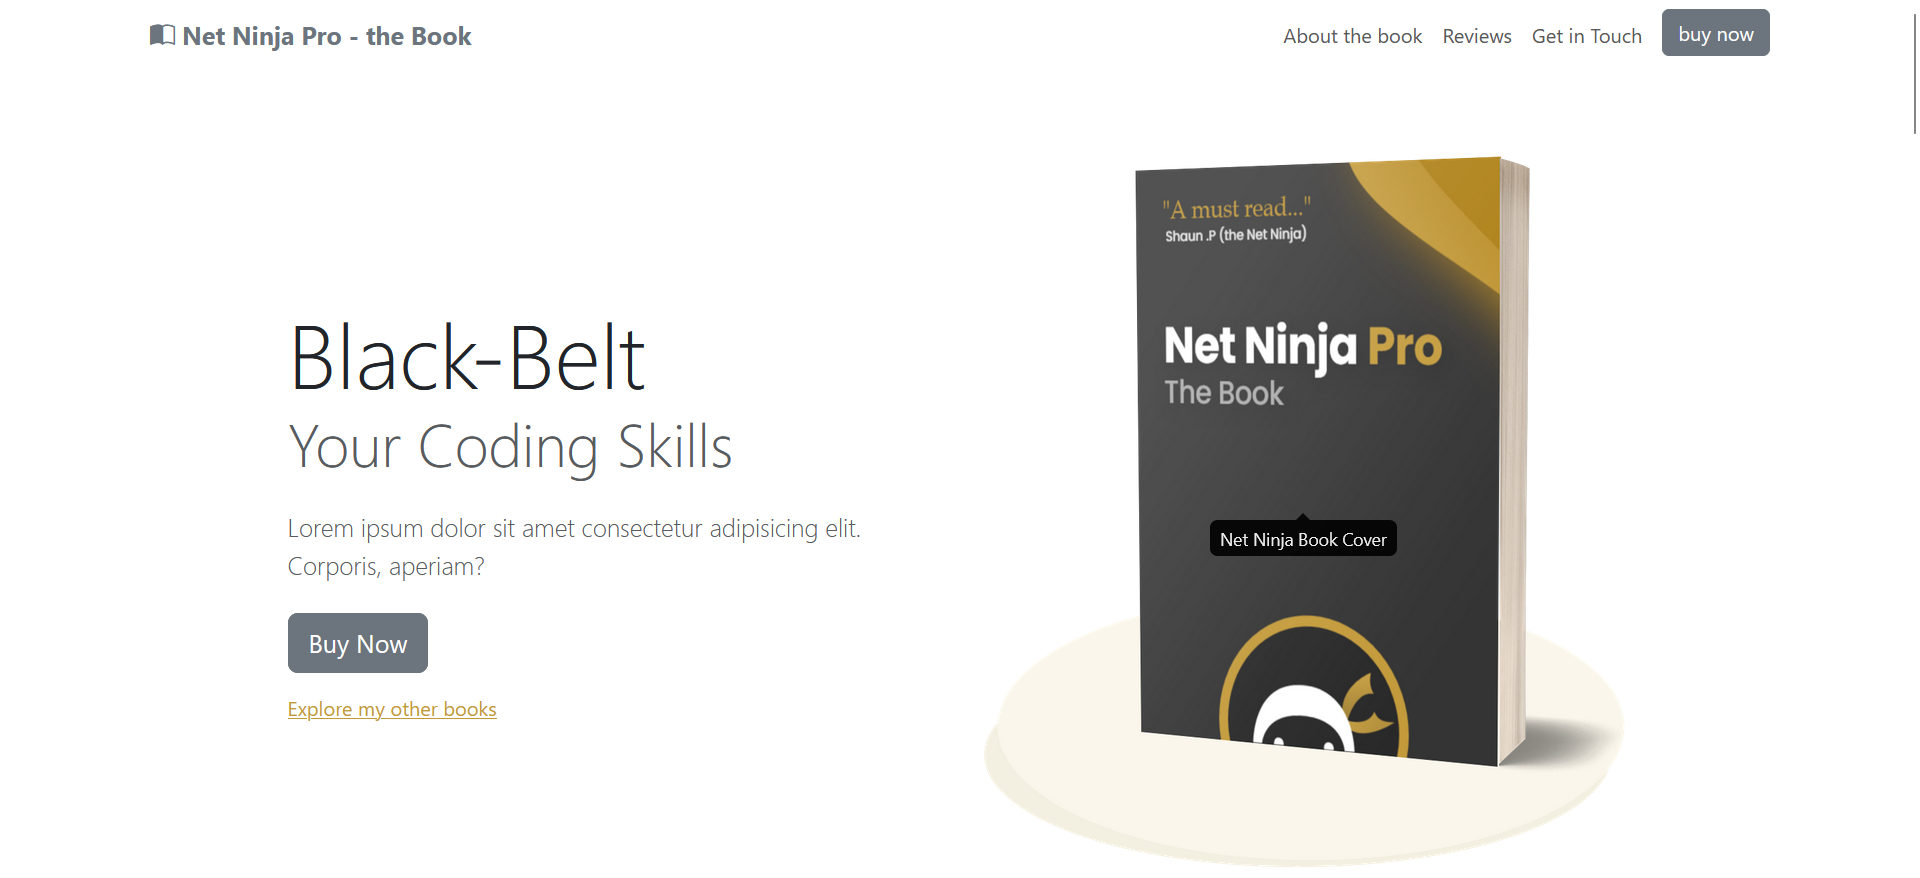 Net Ninja Pro - the Book
About the book
Reviews
Get in Touch
buy now
Black-Belt
Your Coding Skills
Lorem ipsum dolor sit amet consectetur adipisicing elit.
Corporis, aperiam?
Buy Now
Explore my other books
"A must read..."
Shaun .P (the Net Ninja)
Net Ninja Pro
The Book
Net Ninja Book Cover